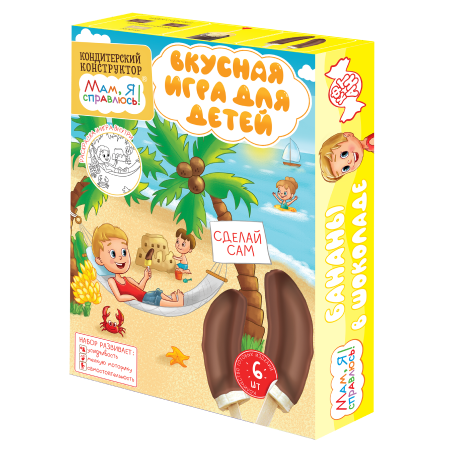 КОНДИТЕРСКИЙ
КОНСТРУКТОР
Мам, Я
справлюсь!
ВКУСНАЯ
ИГРА ДЛЯ
ДЕТЕЙ
СДЕЛАЙ
САМ
НАБОР РАЗВИВАЕТ:
усидчивость
мелкую моторику
самостоятельность
6
ШТ
БАНАНЫ
В ШОКОЛАДЕ
Мам, Я
справлюсь!